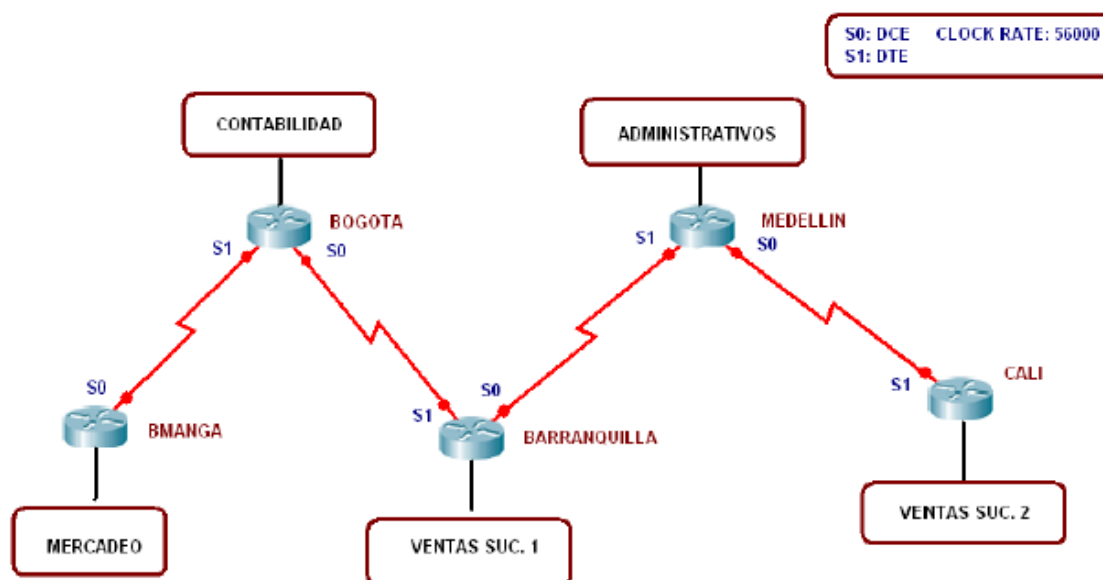 S0: DCE CLOCK RATE: 56000
S1: DTE
CONTABILIDAD
ADMINISTRATIVOS
BOGOTA
MEDELLIN
S1
S0
S1
S0
S0
BMANGA
S1
S0
BARRANQUILLA
S1
CALI
MERCADEO
VENTAS SUC. 1
VENTAS SUC. 2